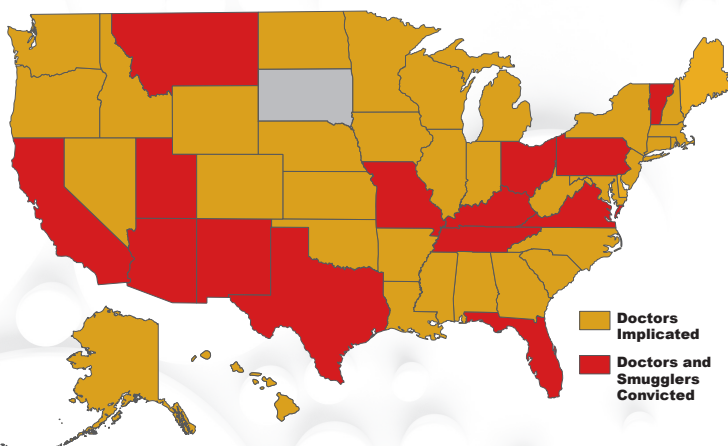 Doctors
Implicated
Doctors and
Smugglers
Convicted